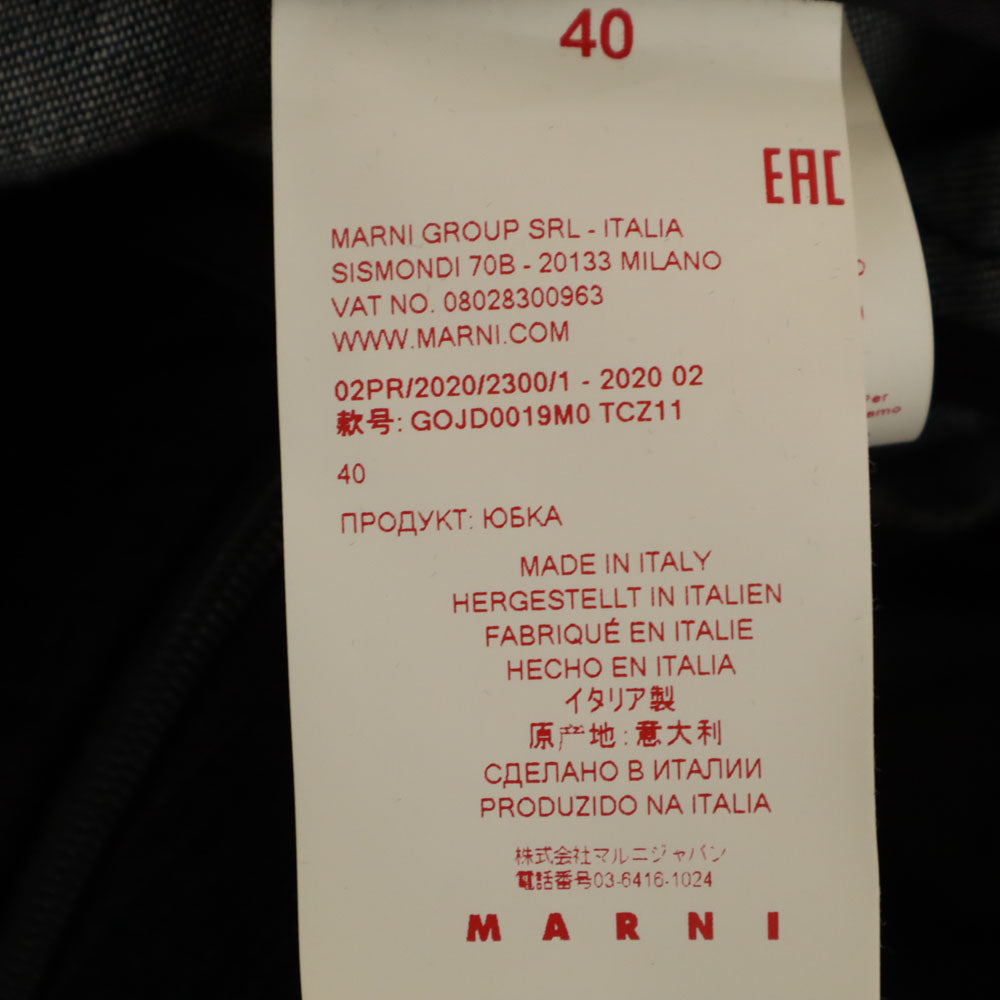 40
EAC
MARNI GROUP SRL - ITALIA
SISMONDI 70B - 20133 MILANO
VAT NO. 08028300963
WWW.MARNI.COM
02PR/2020/2300/1 - 2020 02
款号: GOJD0019M0 TCZ11
40
ПРОДУКТ: ЮБКА
MADE IN ITALY
HERGESTELLT IN ITALIEN
FABRIQUÉ EN ITALIE
HECHO EN ITALIA
イタリア製
原产地:意大利
СДЕЛАНО В ИТАЛИИ
PRODUZIDO NA ITALIA
株式会社マルニジャパン
電話番号03-6416-1024
MARNI